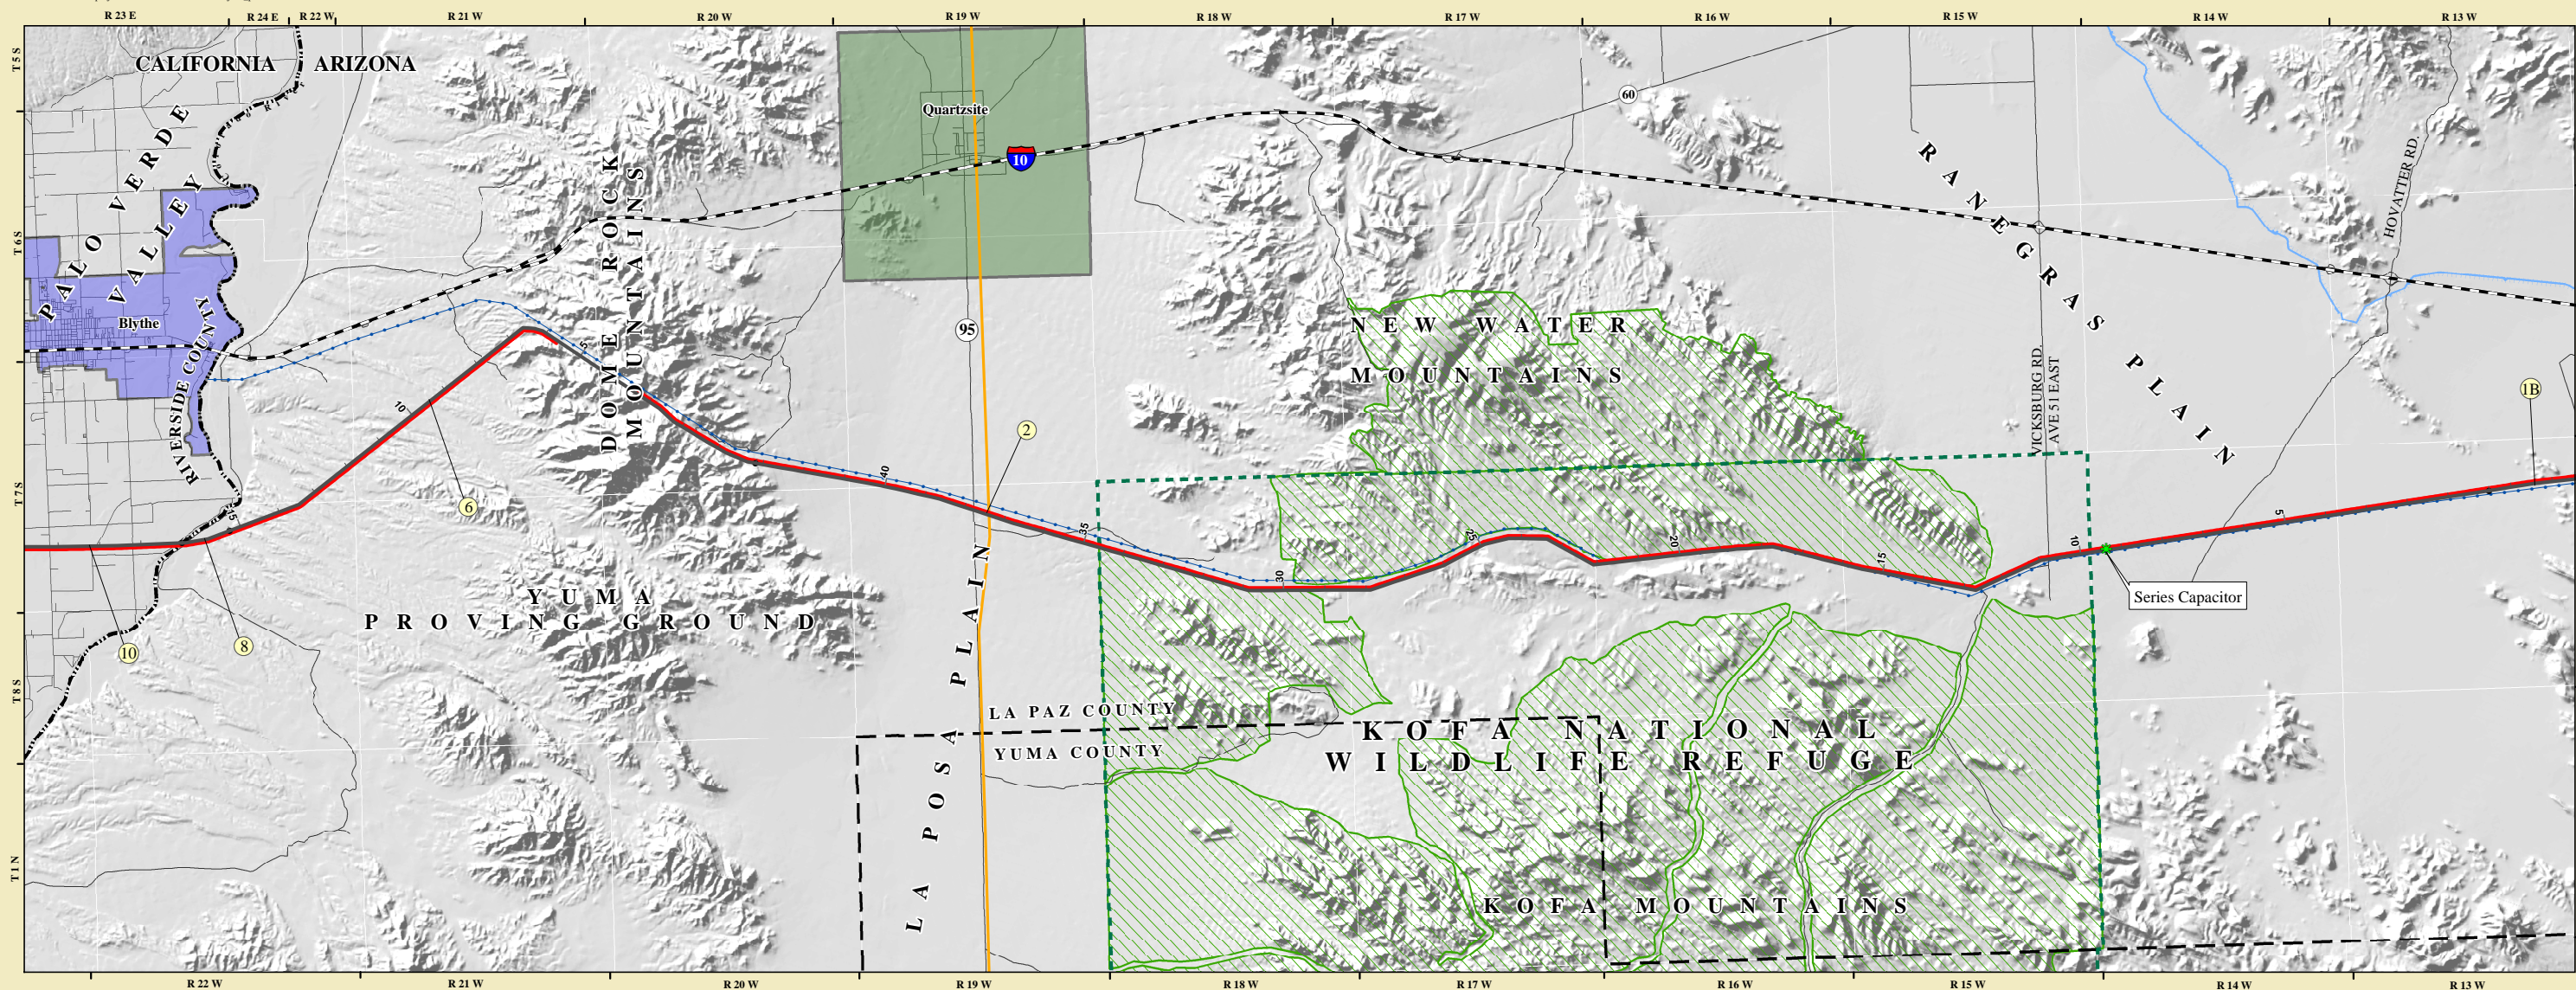 R 23 E
R 24 E
R 22 W
R 21 W
R 20 W
R 19 W
R 18 W
R 17 W
R 16 W
R 15 W
R 14 W
R 13 W
T 5 S
T 6 S
T 7 S
T 8 S
T 1 N
CALIFORNIA
ARIZONA
PALO VERDE
VALLEY
Blythe
RIVERSIDE COUNTY
DOME ROCK
MOUNTAINS
Quartzsite
10
60
95
RANEGRAS PLAIN
HOVATTER RD.
VICKSBURG RD.
AVE 51 EAST
NEW WATER
MOUNTAINS
1B
2
6
8
10
5
10
15
40
35
30
25
20
15
10
5
Series Capacitor
YUMA
PROVING GROUND
LA POSA PLAIN
LA PAZ COUNTY
YUMA COUNTY
KOFA NATIONAL
WILDLIFE REFUGE
KOFA MOUNTAINS
R 22 W
R 21 W
R 20 W
R 19 W
R 18 W
R 17 W
R 16 W
R 15 W
R 14 W
R 13 W